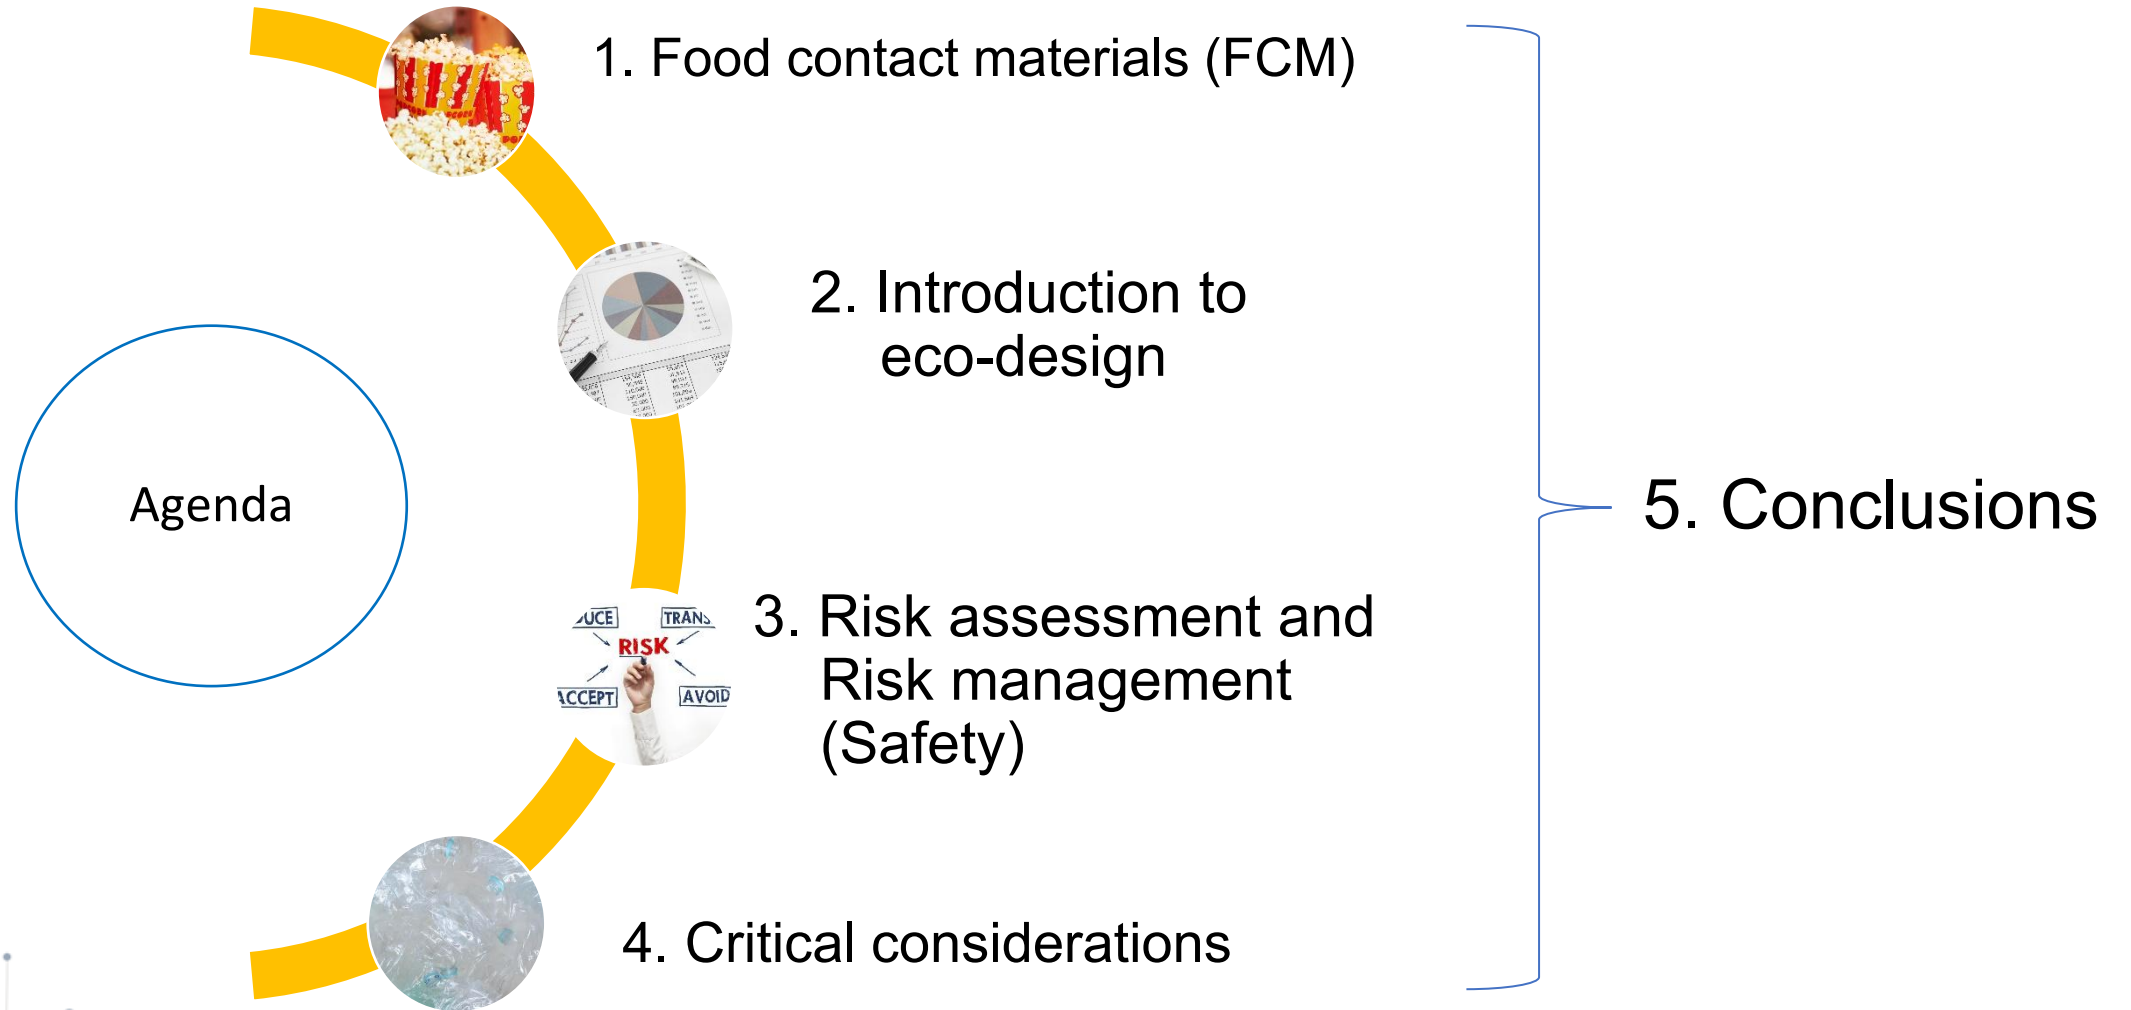 1. Food contact materials (FCM)
2. Introduction to
eco-design
Agenda
5. Conclusions
3. Risk assessment and
Risk management
(Safety)
RISK
ACCEPT
AVOID
4. Critical considerations